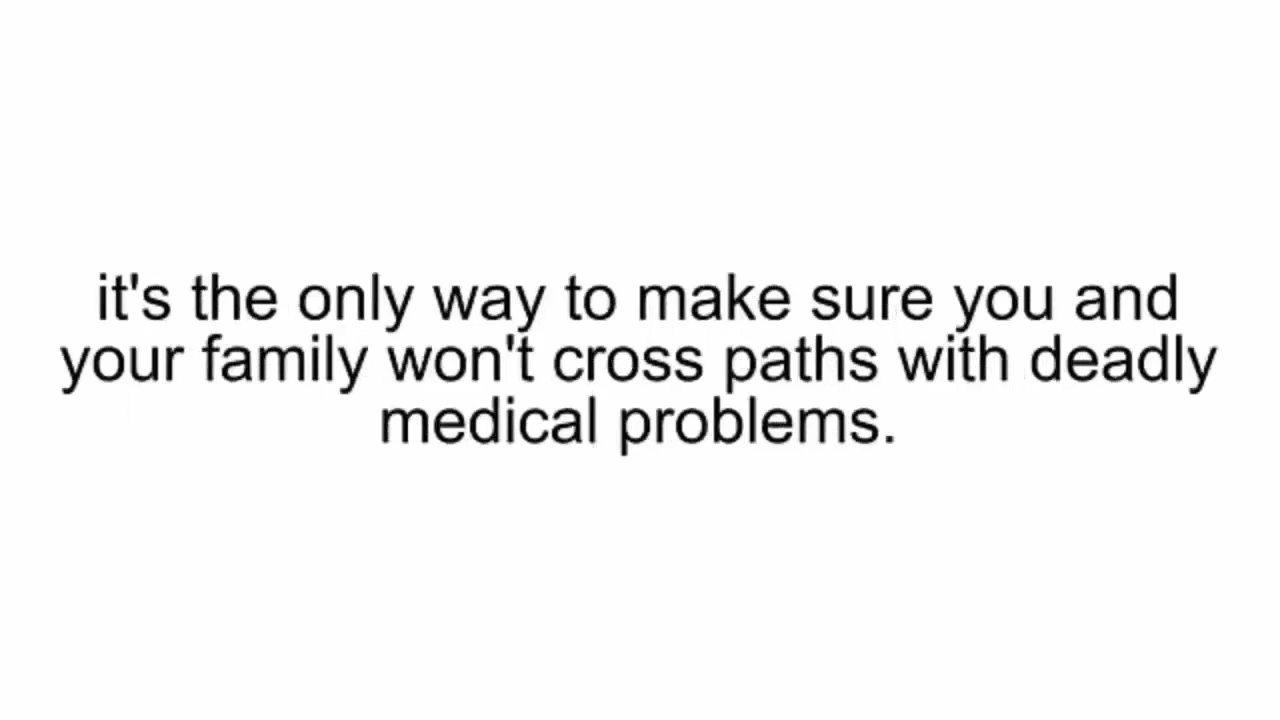 it's the only way to make sure you and
your family won't cross paths with deadly
medical problems.